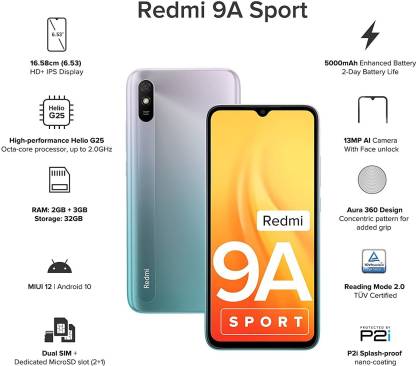 Redmi 9A Sport
6.53"
16.58cm (6.53)
HD+ IPS Display
Helio
G25
High-performance Helio G25
Octa-core processor, up to 2.0GHz
RAM: 2GB + 3GB
Storage: 32GB
MIUI 12 | Android 10
Dual SIM +
Dedicated MicroSD slot (2+1)
Redmi
Redmi
9A
SPORT
5000mAh Enhanced Battery
2-Day Battery Life
13MP AI Camera
With Face unlock
Aura 360 Design
Concentric pattern for
added grip
TÜVRheinland
Reading Mode 2.0
TÜV Certified
PROTECTED BY
P2i
P2i Splash-proof
nano-coating